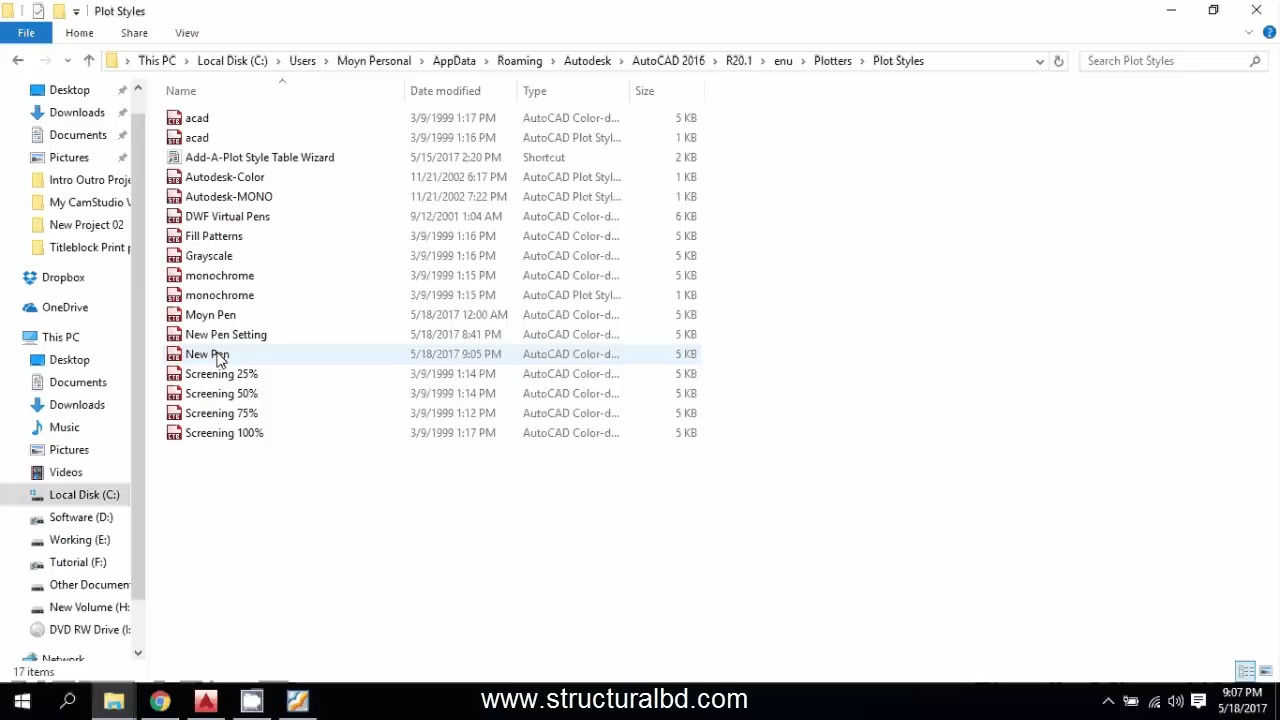 Plot Styles
File Home Share View
This PC Local Disk (C:) Users Moyn Personal AppData Roaming Autodesk AutoCAD 2016 R20.1 enu Plotters Plot Styles Search Plot Styles
Name Date modified Type Size
Desktop
Downloads
Documents
Pictures
Intro Outro Proje
My CamStudio V
New Project 02
Titleblock Print p
Dropbox
OneDrive
This PC
Desktop
Documents
Downloads
Music
Pictures
Videos
Local Disk (C:)
Software (D:)
Working (E:)
Tutorial (F:)
Other Documen
New Volume (H:
DVD RW Drive (I:
Network
acad 3/9/1999 1:17 PM AutoCAD Color-d... 5 KB
acad 3/9/1999 1:16 PM AutoCAD Plot Styl... 1 KB
Add-A-Plot Style Table Wizard 5/15/2017 2:20 PM Shortcut 2 KB
Autodesk-Color 11/21/2002 6:17 PM AutoCAD Plot Styl... 1 KB
Autodesk-MONO 11/21/2002 7:22 PM AutoCAD Plot Styl... 1 KB
DWF Virtual Pens 9/12/2001 1:04 AM AutoCAD Color-d... 6 KB
Fill Patterns 3/9/1999 1:16 PM AutoCAD Color-d... 5 KB
Grayscale 3/9/1999 1:16 PM AutoCAD Color-d... 5 KB
monochrome 3/9/1999 1:15 PM AutoCAD Color-d... 5 KB
monochrome 3/9/1999 1:15 PM AutoCAD Plot Styl... 1 KB
Moyn Pen 5/18/2017 12:00 AM AutoCAD Color-d... 5 KB
New Pen Setting 5/18/2017 8:41 PM AutoCAD Color-d... 5 KB
New Pen 5/18/2017 9:05 PM AutoCAD Color-d... 5 KB
Screening 25% 3/9/1999 1:14 PM AutoCAD Color-d... 5 KB
Screening 50% 3/9/1999 1:14 PM AutoCAD Color-d... 5 KB
Screening 75% 3/9/1999 1:12 PM AutoCAD Color-d... 5 KB
Screening 100% 3/9/1999 1:17 PM AutoCAD Color-d... 5 KB
17 items
www.structuralbd.com
9:07 PM
5/18/2017